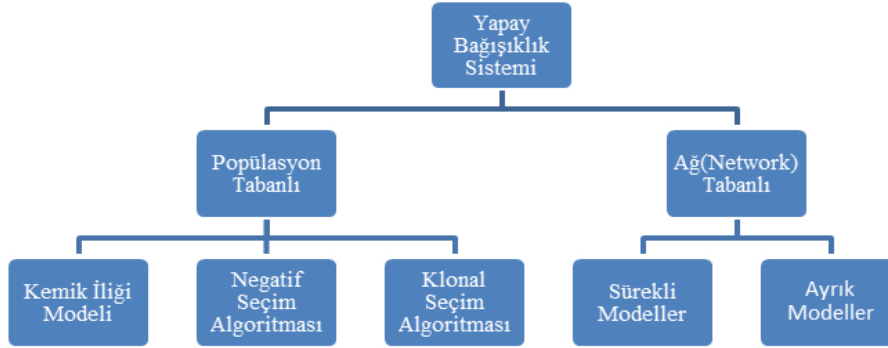 Yapay
Bağışıklık
Sistemi
Popülasyon
Tabanlı
Ağ(Network)
Tabanlı
Kemik İliği
Modeli
Negatif
Seçim
Algoritması
Klonal
Seçim
Algoritması
Sürekli
Modeller
Ayrık
Modeller